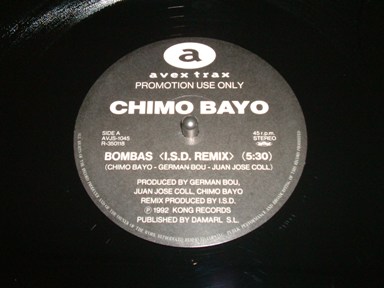 a
avex trax
PROMOTION USE ONLY
CHIMO BAYO
SIDE A
AVJS-1045
R-350118
45 r.p.m.
STEREO
BOMBAS 〈I.S.D. REMIX〉 (5:30)
(CHIMO BAYO - GERMAN BOU - JUAN JOSE COLL)
PRODUCED BY GERMAN BOU,
JUAN JOSE COLL, CHIMO BAYO
REMIX PRODUCED BY I.S.D.
Ⓟ 1992 KONG RECORDS
PUBLISHED BY DAMARL S.L.